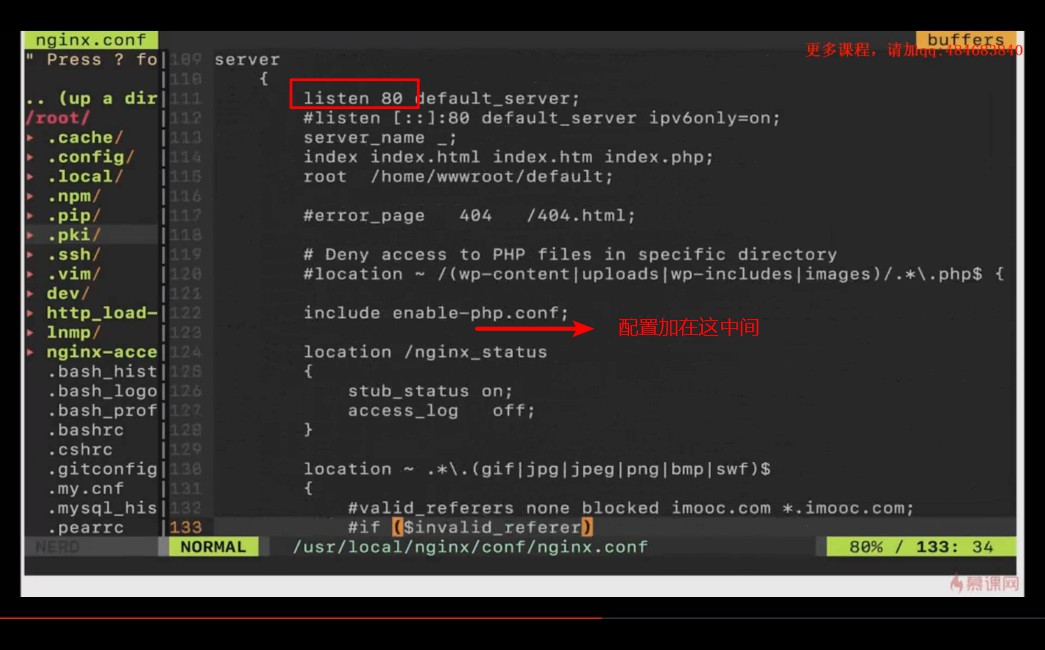 nginx.conf
buffers
更多课程，请加qq:484683840
" Press ? fo
.. (up a dir
/root/
▸ .cache/
▸ .config/
▸ .local/
▸ .npm/
▸ .pip/
▸ .pki/
▸ .ssh/
▸ .vim/
▸ dev/
▸ http_load-
▸ lnmp/
▸ nginx-acce
.bash_hist
.bash_logo
.bash_prof
.bashrc
.cshrc
.gitconfig
.my.cnf
.mysql_his
.pearrc
109 server
110 {
111 listen 80 default_server;
112 #listen [::]:80 default_server ipv6only=on;
113 server_name _;
114 index index.html index.htm index.php;
115 root /home/wwwroot/default;
116
117 #error_page 404 /404.html;
118
119 # Deny access to PHP files in specific directory
120 #location ~ /(wp-content|uploads|wp-includes|images)/.*\.php$ {
121
122 include enable-php.conf;
配置加在这中间
123
124 location /nginx_status
125 {
126 stub_status on;
127 access_log off;
128 }
129
130 location ~ .*\.(gif|jpg|jpeg|png|bmp|swf)$
131 {
132 #valid_referers none blocked imooc.com *.imooc.com;
133 #if ($invalid_referer)
NERD
NORMAL /usr/local/nginx/conf/nginx.conf 80% / 133: 34
慕课网